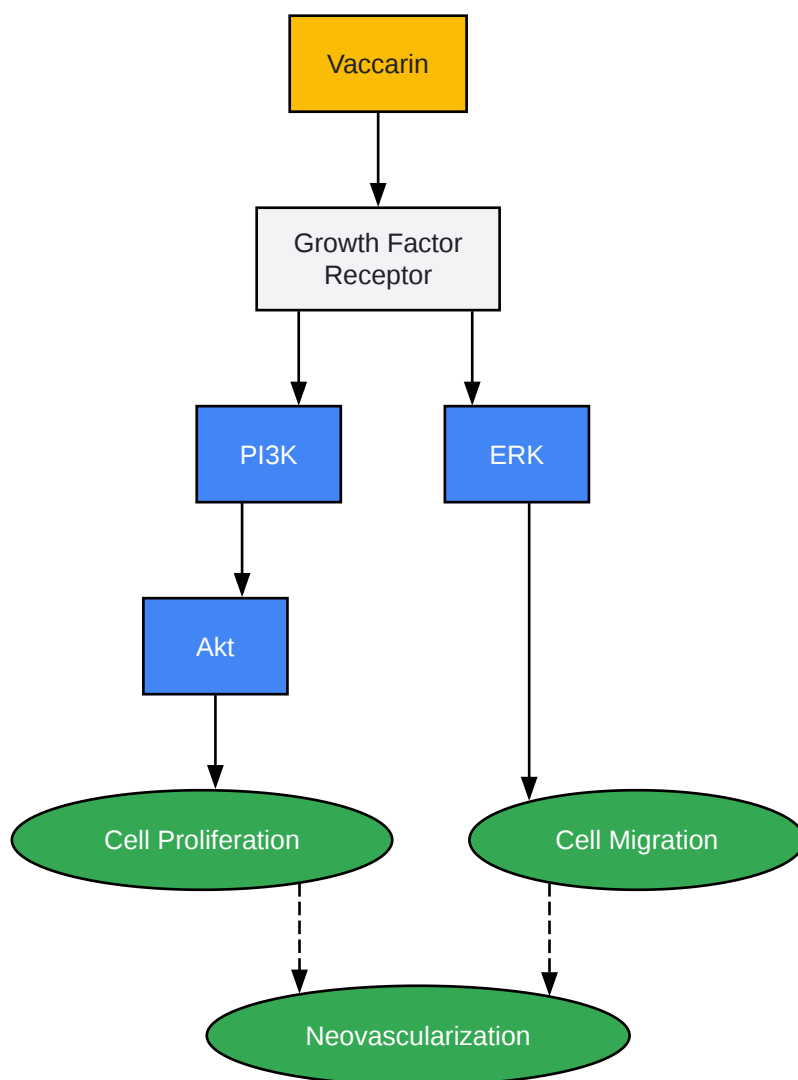 Vaccarin
Growth Factor
Receptor
PI3K
ERK
Akt
Cell Proliferation
Cell Migration
Neovascularization